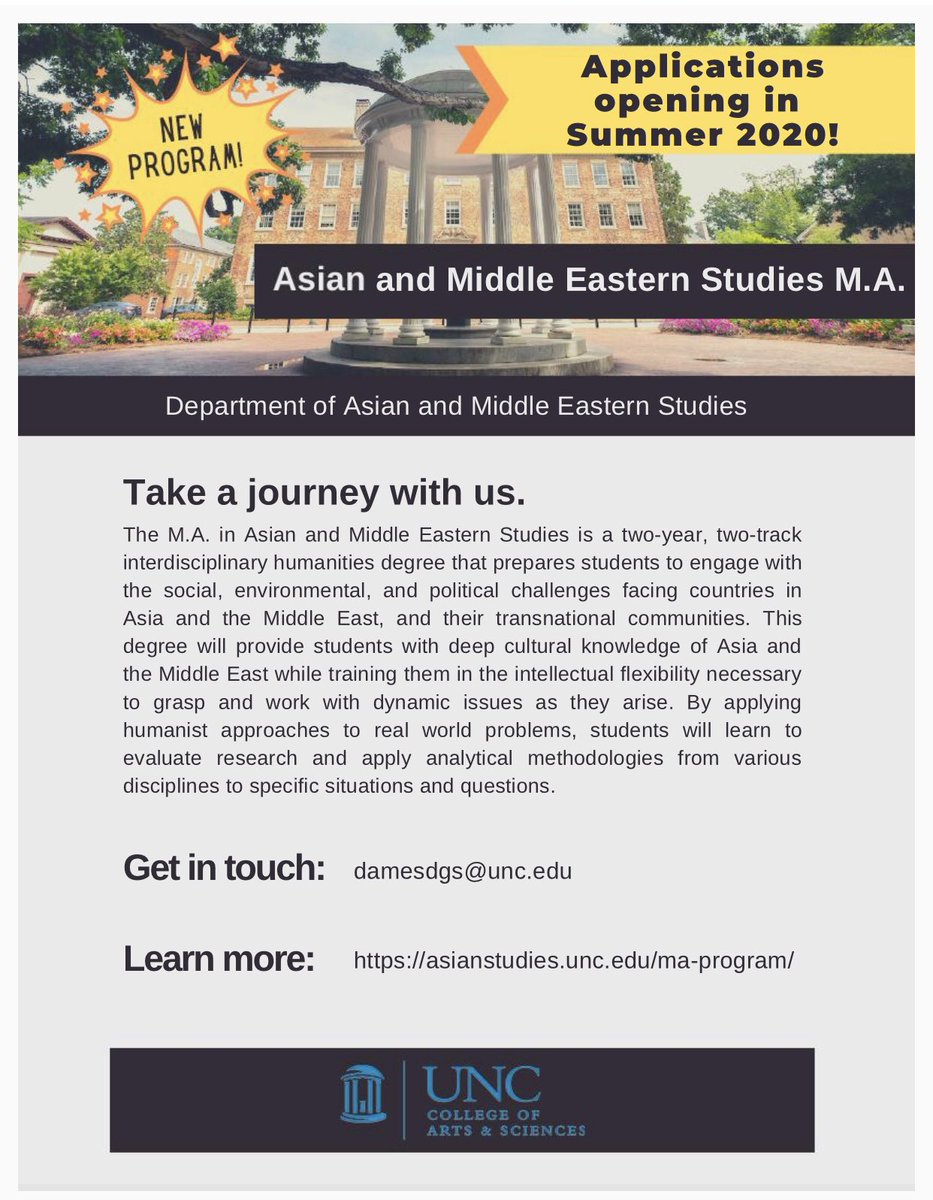 NEW
PROGRAM!
Applications
opening in
Summer 2020!
Asian and Middle Eastern Studies M.A.
Department of Asian and Middle Eastern Studies
Take a journey with us.
The M.A. in Asian and Middle Eastern Studies is a two-year, two-track
interdisciplinary humanities degree that prepares students to engage with
the social, environmental, and political challenges facing countries in
Asia and the Middle East, and their transnational communities. This
degree will provide students with deep cultural knowledge of Asia and
the Middle East while training them in the intellectual flexibility necessary
to grasp and work with dynamic issues as they arise. By applying
humanist approaches to real world problems, students will learn to
evaluate research and apply analytical methodologies from various
disciplines to specific situations and questions.
Get in touch: damesdgs@unc.edu
Learn more: https://asianstudies.unc.edu/ma-program/
UNC
COLLEGE OF
ARTS & SCIENCES